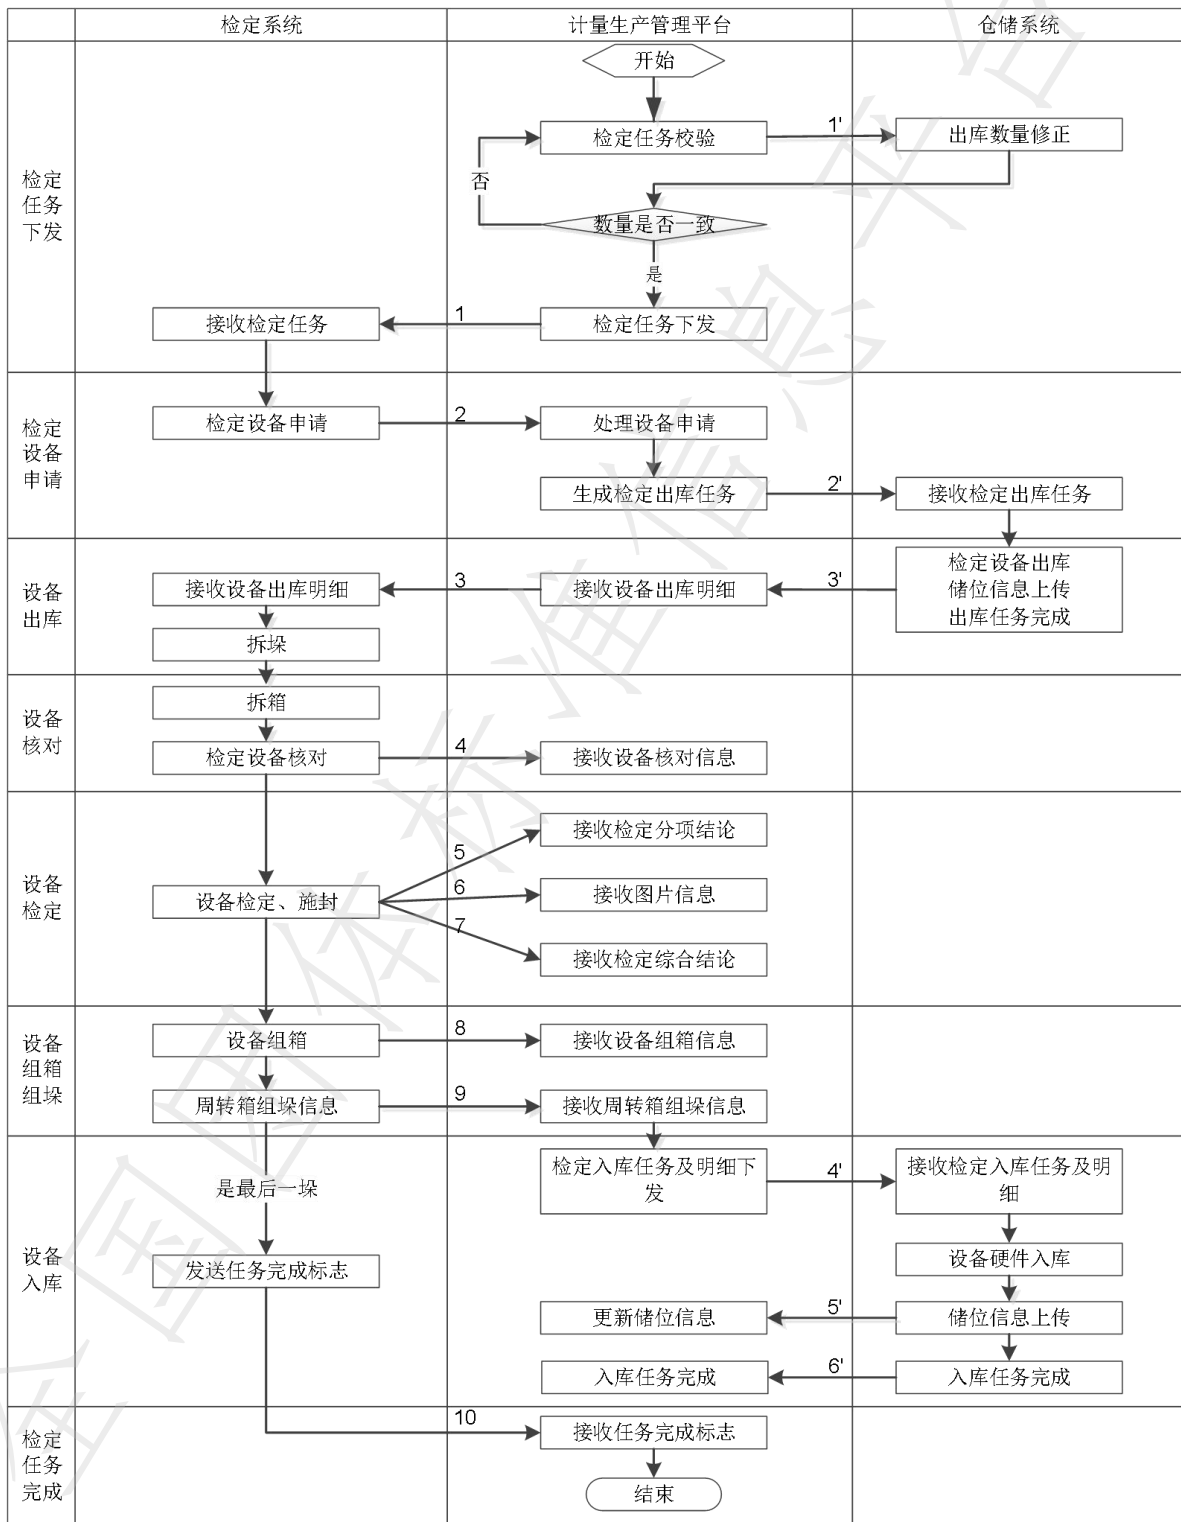 检定系统
计量生产管理平台
仓储系统
检定
任务
下发
开始
检定任务校验
1'
出库数量修正
否
数量是否一致
是
接收检定任务
1
检定任务下发
检定
设备
申请
检定设备申请
2
处理设备申请
生成检定出库任务
2'
接收检定出库任务
设备
出库
接收设备出库明细
3
接收设备出库明细
3'
检定设备出库
储位信息上传
出库任务完成
拆垛
设备
核对
拆箱
检定设备核对
4
接收设备核对信息
设备
检定
设备检定、施封
5
接收检定分项结论
6
接收图片信息
7
接收检定综合结论
设备
组箱
组垛
设备组箱
8
接收设备组箱信息
周转箱组垛信息
9
接收周转箱组垛信息
设备
入库
是最后一垛
检定入库任务及明细下
发
4'
接收检定入库任务及明
细
设备硬件入库
发送任务完成标志
更新储位信息
5'
储位信息上传
入库任务完成
6'
入库任务完成
检定
任务
完成
10
接收任务完成标志
结束
全国团体标准信息平台